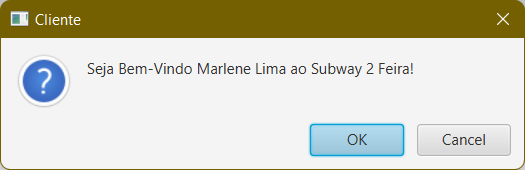 Cliente
Seja Bem-Vindo Marlene Lima ao Subway 2 Feira!
OK
Cancel